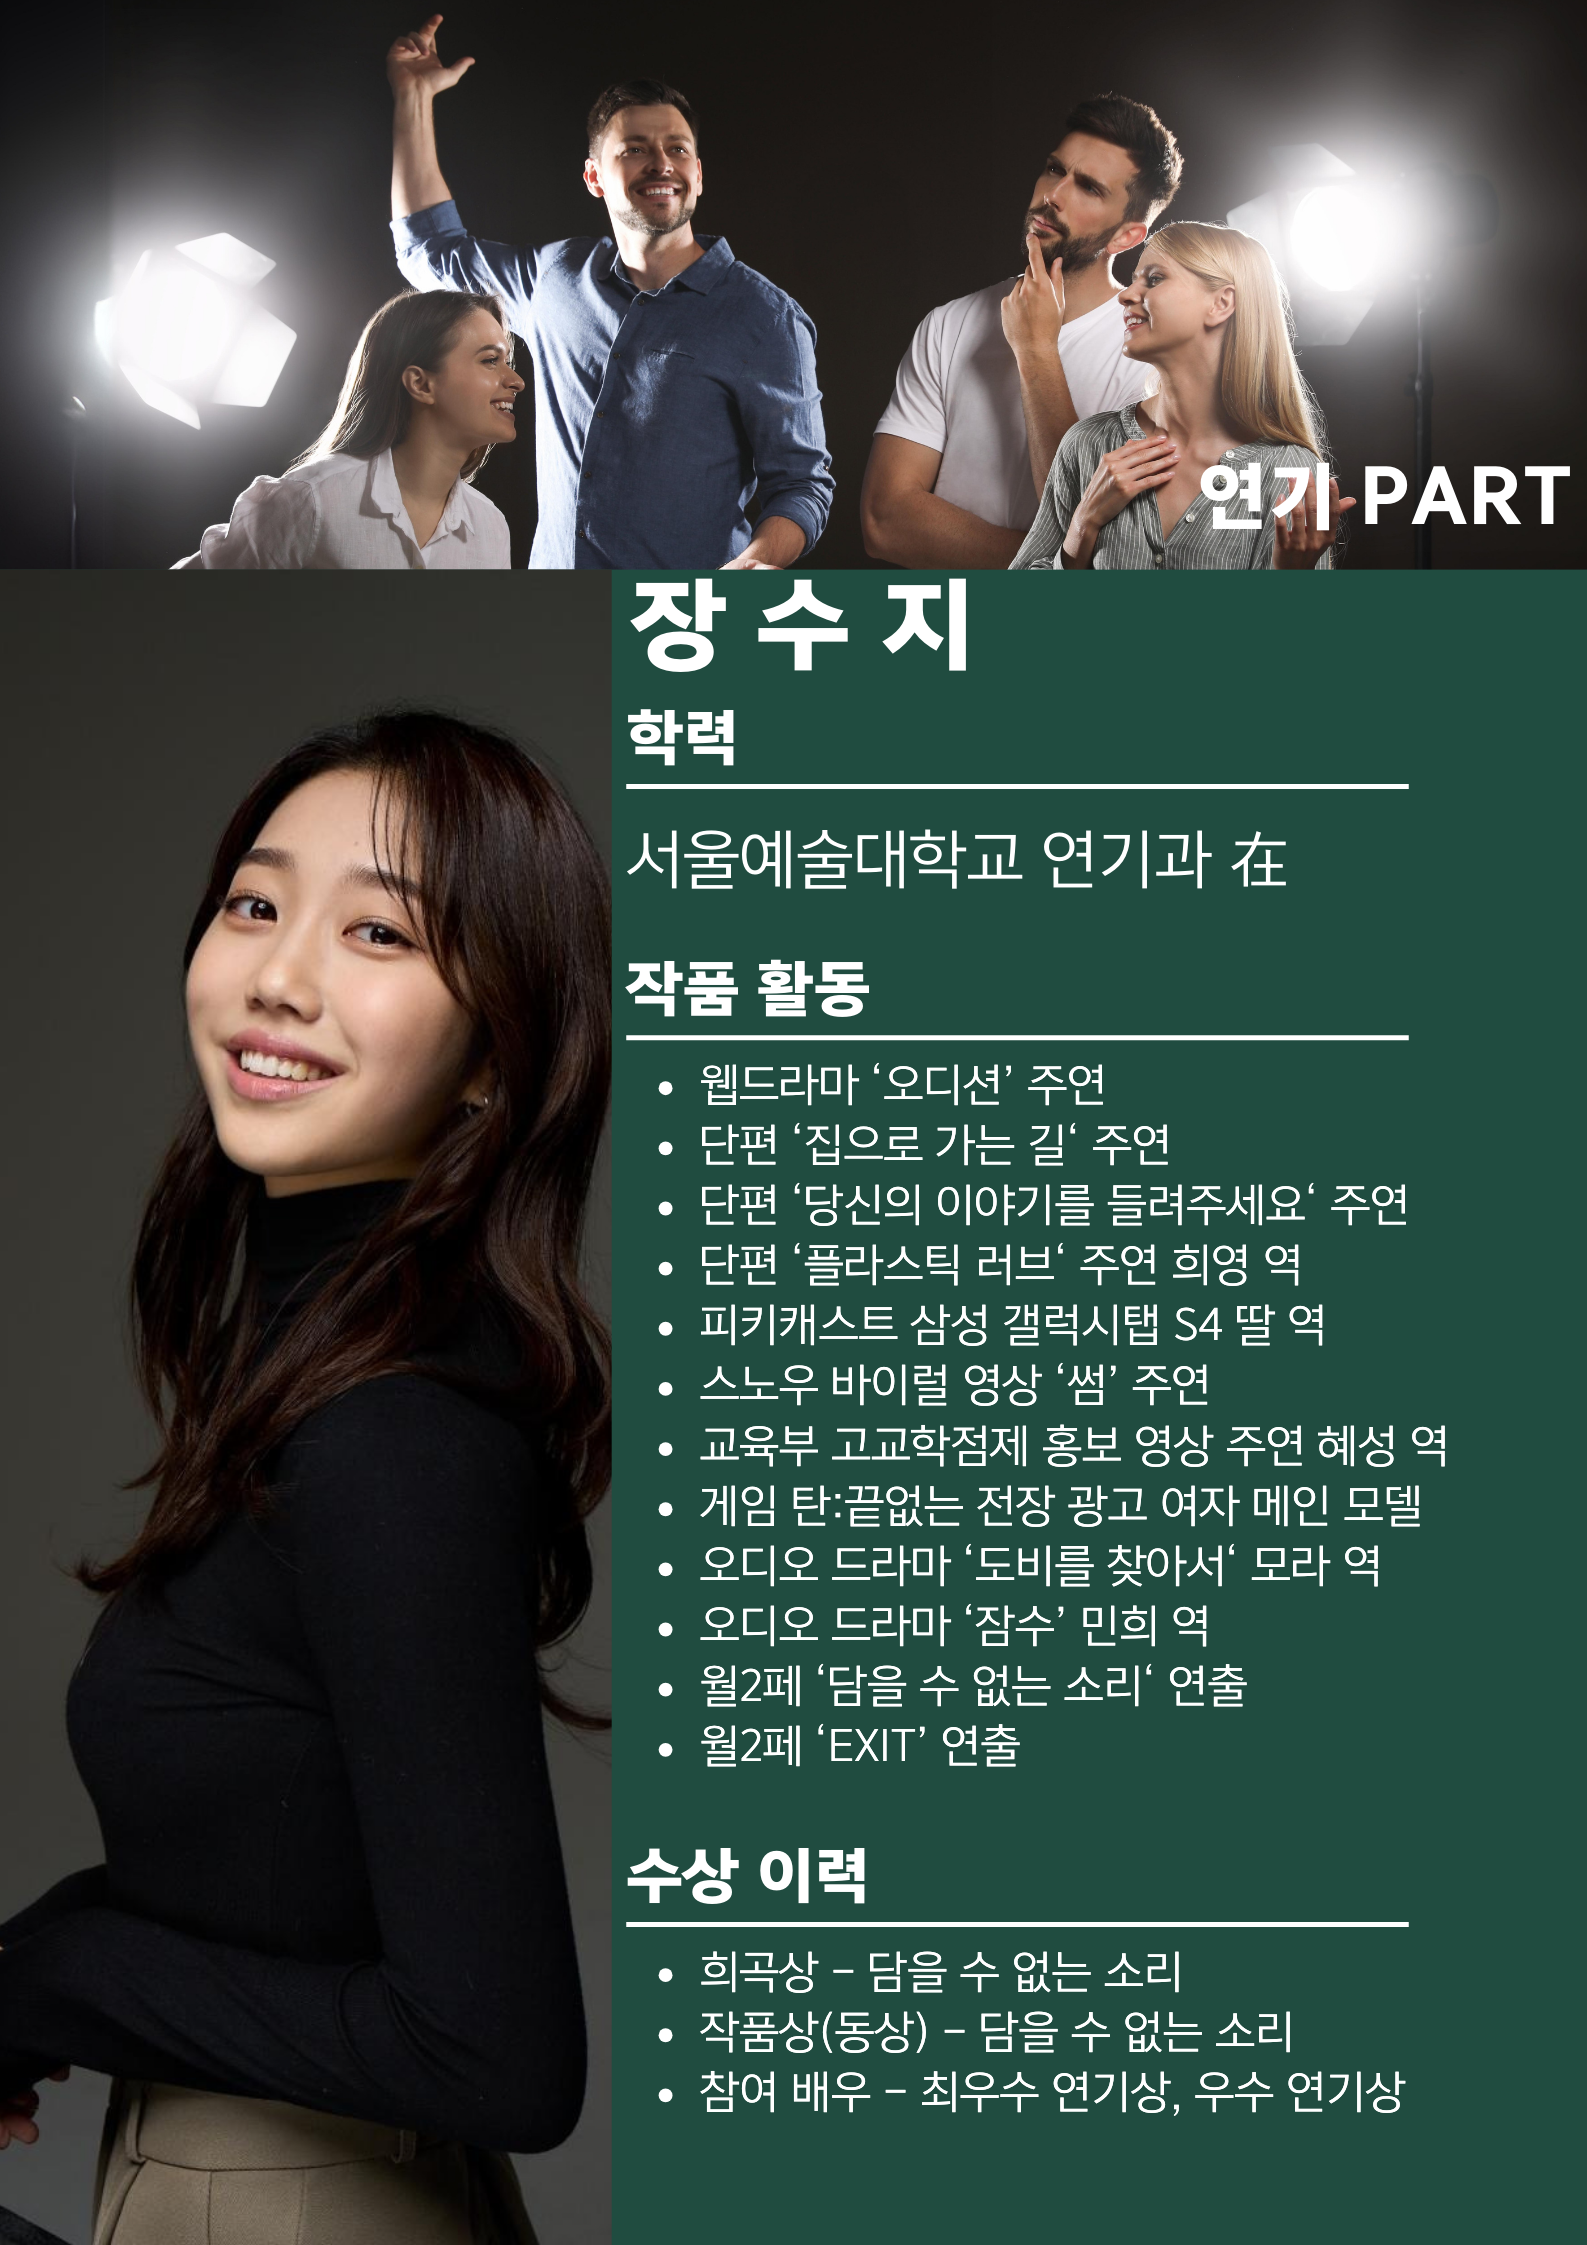 연기 PART
장 수 지
학력
서울예술대학교 연기과 在
작품 활동
• 웹드라마 ‘오디션’ 주연
• 단편 ‘집으로 가는 길‘ 주연
• 단편 ‘당신의 이야기를 들려주세요‘ 주연
• 단편 ‘플라스틱 러브‘ 주연 희영 역
• 피키캐스트 삼성 갤럭시탭 S4 딸 역
• 스노우 바이럴 영상 ‘썸’ 주연
• 교육부 고교학점제 홍보 영상 주연 혜성 역
• 게임 탄:끝없는 전장 광고 여자 메인 모델
• 오디오 드라마 ‘도비를 찾아서‘ 모라 역
• 오디오 드라마 ‘잠수’ 민희 역
• 월2페 ‘담을 수 없는 소리‘ 연출
• 월2페 ‘EXIT’ 연출
수상 이력
• 희곡상 – 담을 수 없는 소리
• 작품상(동상) – 담을 수 없는 소리
• 참여 배우 – 최우수 연기상, 우수 연기상